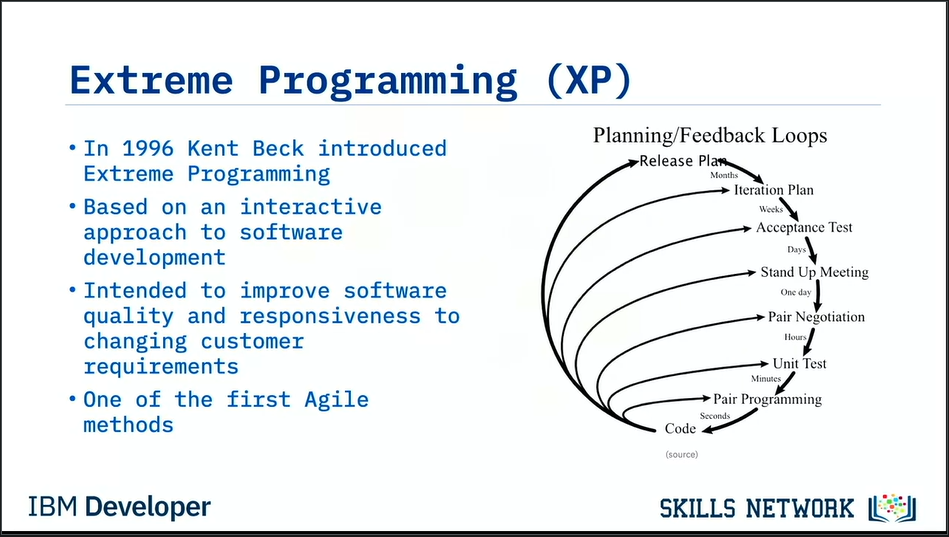 Extreme Programming (XP)
• In 1996 Kent Beck introduced
Extreme Programming
• Based on an interactive
approach to software
development
• Intended to improve software
quality and responsiveness to
changing customer
requirements
• One of the first Agile
methods
Planning/Feedback Loops
Release Plan
Months
Iteration Plan
Weeks
Acceptance Test
Days
Stand Up Meeting
One day
Pair Negotiation
Hours
Unit Test
Minutes
Pair Programming
Seconds
Code
(source)
IBM Developer
SKILLS NETWORK